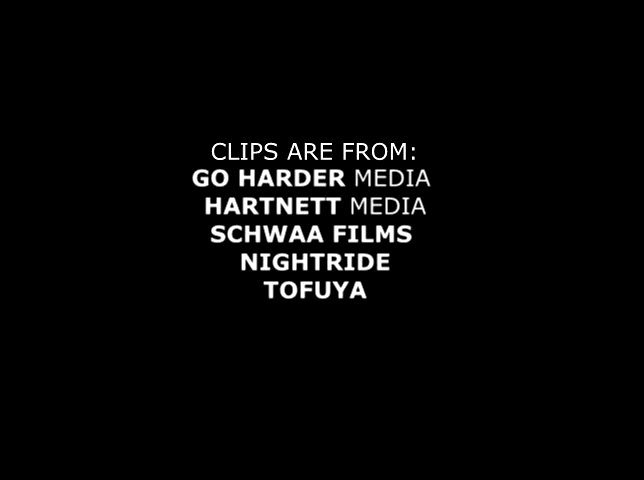 CLIPS ARE FROM:
GO HARDER MEDIA
HARTNETT MEDIA
SCHWAA FILMS
NIGHTRIDE
TOFUYA